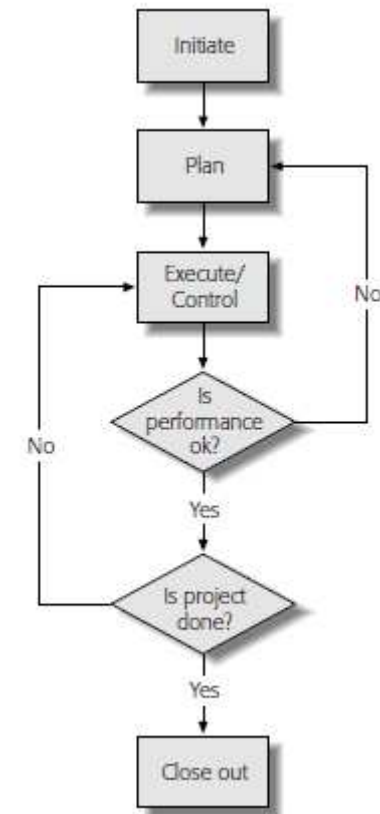 Initiate
Plan
Execute/
Control
No
Is
performance
ok?
No
Yes
Is project
done?
Yes
Close out